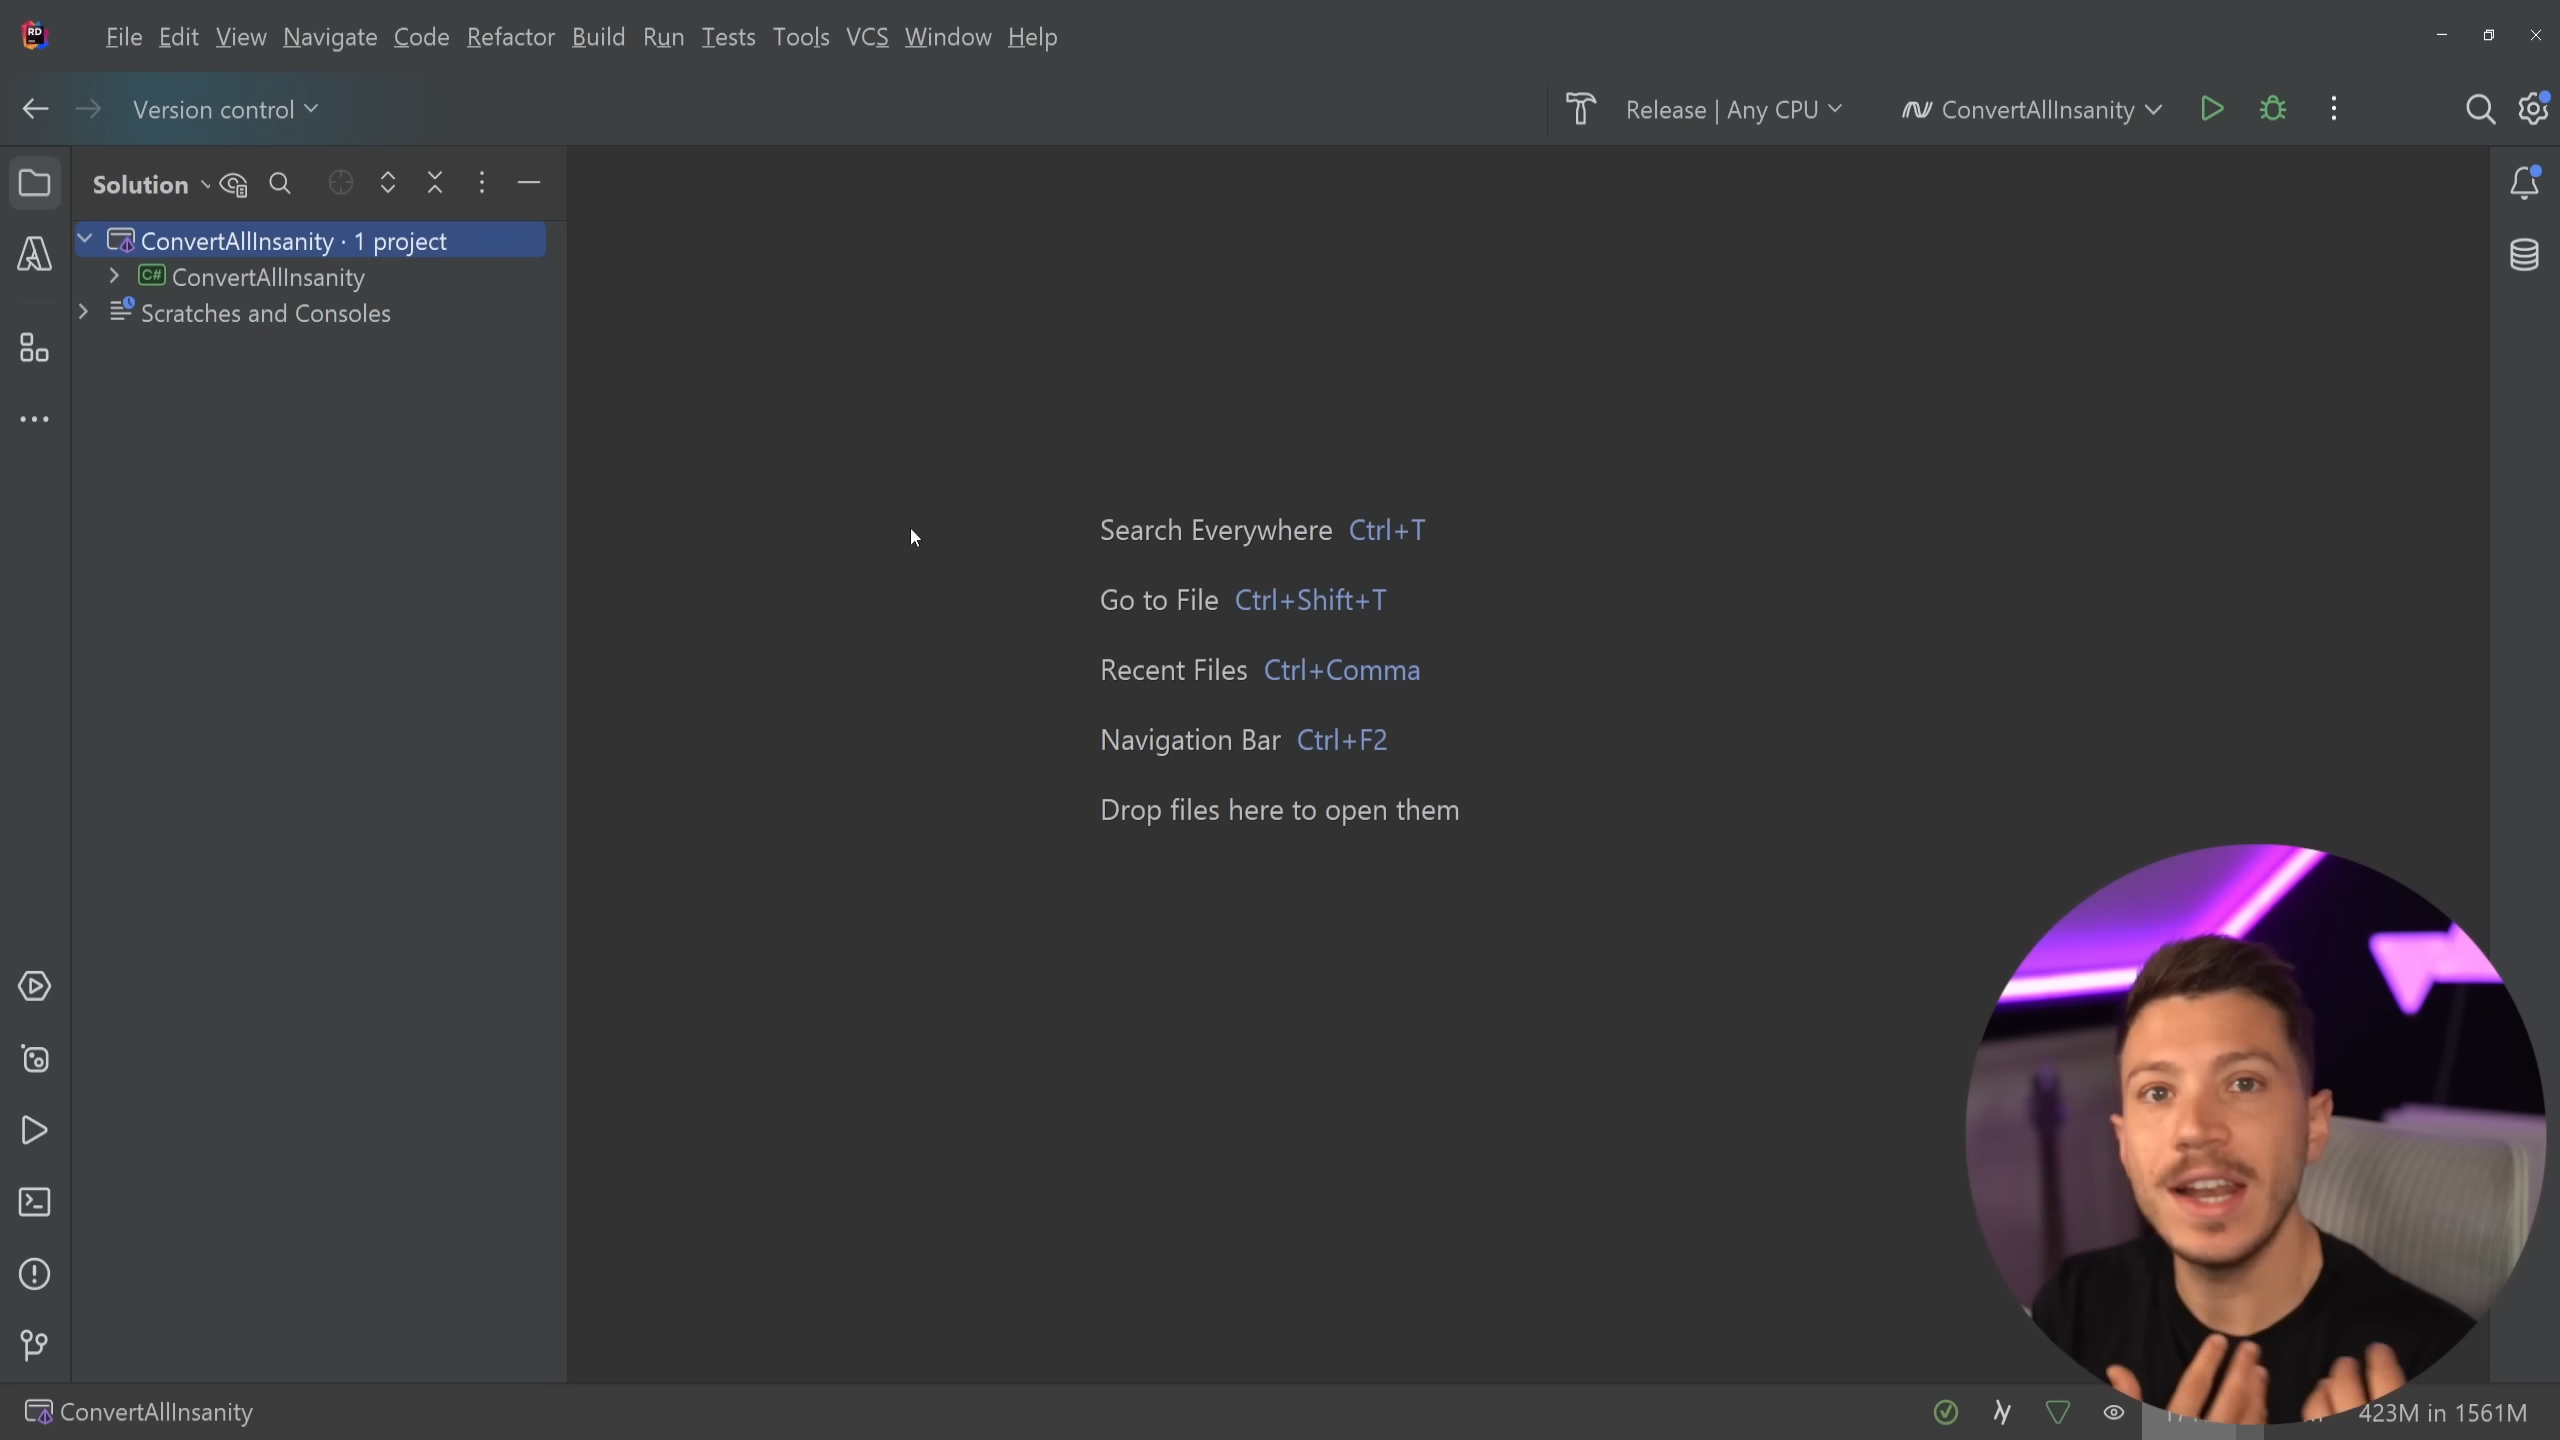 RD
File Edit View Navigate Code Refactor Build Run Tests Tools VCS Window Help
Version control
Release | Any CPU
ConvertAllInsanity
Solution
ConvertAllInsanity · 1 project
C# ConvertAllInsanity
Scratches and Consoles
Search Everywhere Ctrl+T
Go to File Ctrl+Shift+T
Recent Files Ctrl+Comma
Navigation Bar Ctrl+F2
Drop files here to open them
ConvertAllInsanity
423M in 1561M